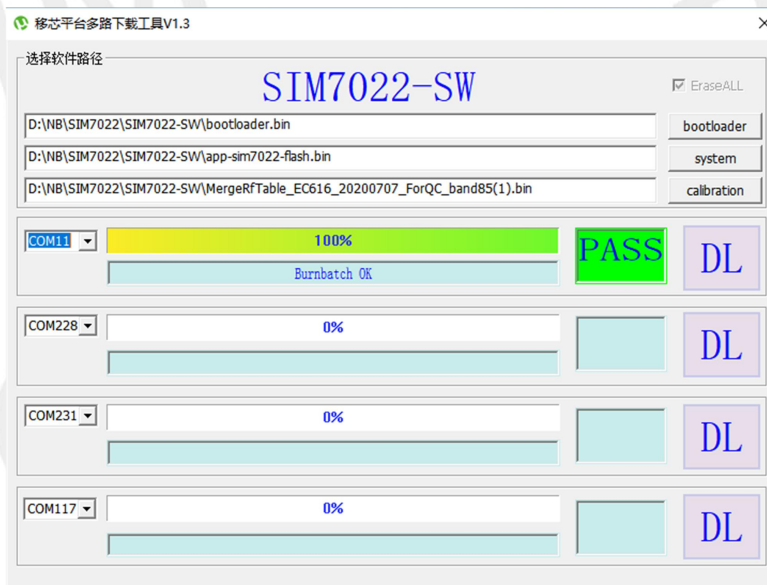 移芯平台多路下载工具V1.3
选择软件路径
SIM7022-SW
EraseALL
D:\NB\SIM7022\SIM7022-SW\bootloader.bin
bootloader
D:\NB\SIM7022\SIM7022-SW\app-sim7022-flash.bin
system
D:\NB\SIM7022\SIM7022-SW\MergeRfTable_EC616_20200707_ForQC_band85(1).bin
calibration
COM11
100%
PASS
DL
Burnbatch OK
COM228
0%
DL
COM231
0%
DL
COM117
0%
DL